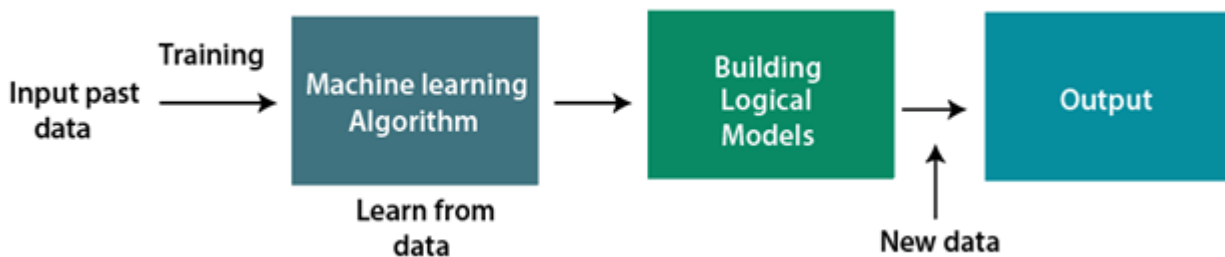 Training
Input past
data
Machine learning
Algorithm
Learn from
data
Building
Logical
Models
New data
Output